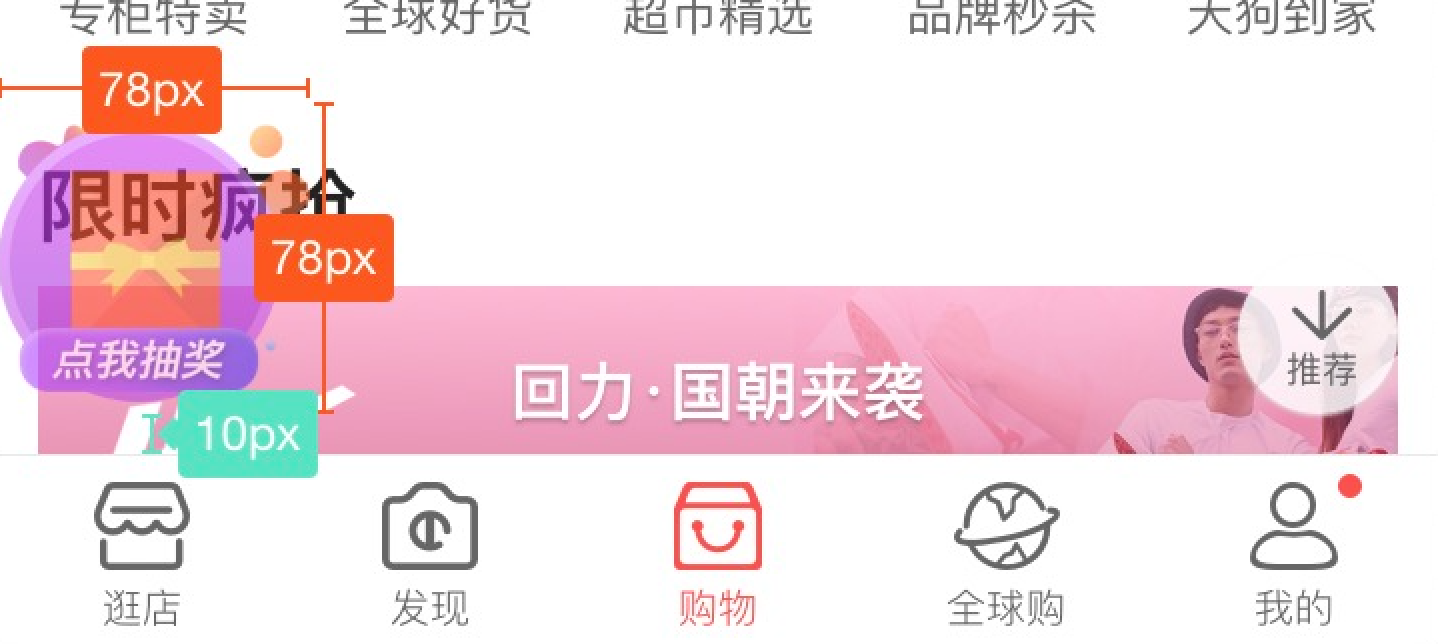 专柜特卖 全球好货 超市精选 品牌秒杀 天狗到家
78px
限时疯抢
78px
点我抽奖
回力·国朝来袭
推荐
10px
逛店 发现 购物 全球购 我的